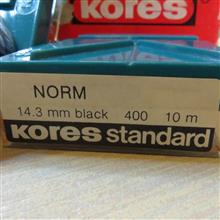 kores
NORM
14.3 mm black 400 10 m
kores standard